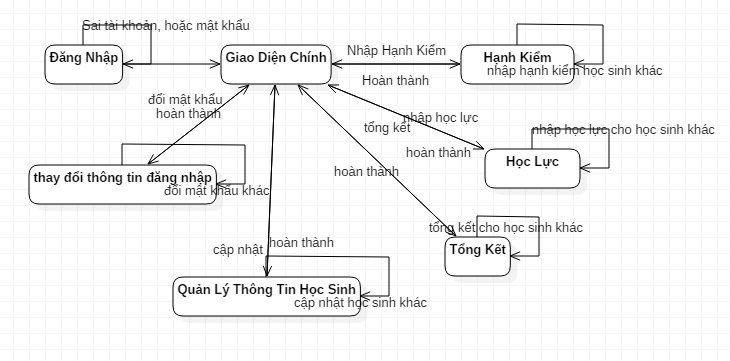 Sai tài khoản, hoặc mật khẩu
Đăng Nhập
Giao Diện Chính
Nhập Hạnh Kiểm
Hạnh Kiểm
nhập hạnh kiểm học sinh khác
Hoàn thành
đổi mật khẩu
hoàn thành
nhập học lực
tổng kết
nhập học lực cho học sinh khác
hoàn thành
Học Lực
hoàn thành
thay đổi thông tin đăng nhập
đổi mật khẩu khác
tổng kết cho học sinh khác
Tổng Kết
hoàn thành
cập nhật
Quản Lý Thông Tin Học Sinh
cập nhật học sinh khác